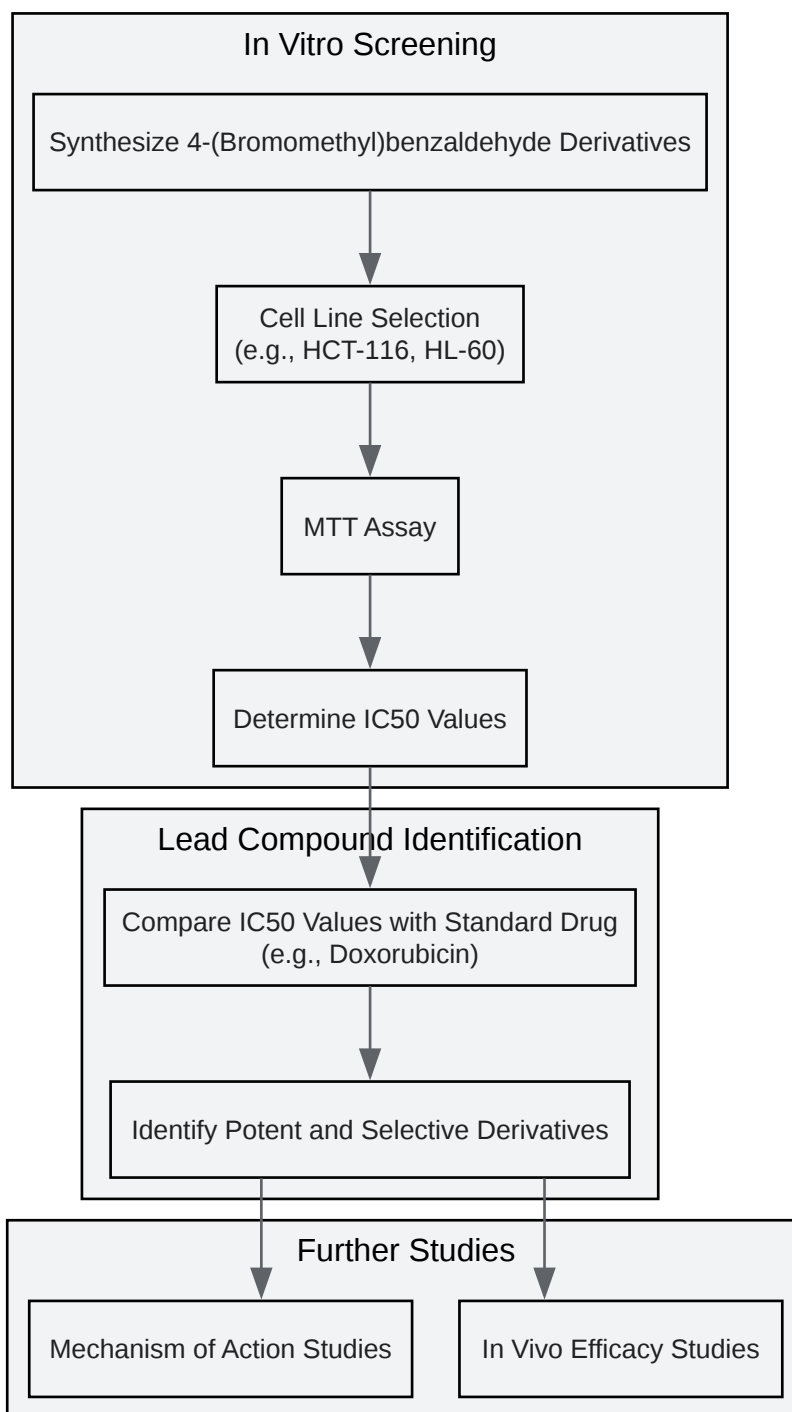 In Vitro Screening
Synthesize 4-(Bromomethyl)benzaldehyde Derivatives
Cell Line Selection
(e.g., HCT-116, HL-60)
MTT Assay
Determine IC50 Values
Lead Compound Identification
Compare IC50 Values with Standard Drug
(e.g., Doxorubicin)
Identify Potent and Selective Derivatives
Further Studies
Mechanism of Action Studies
In Vivo Efficacy Studies